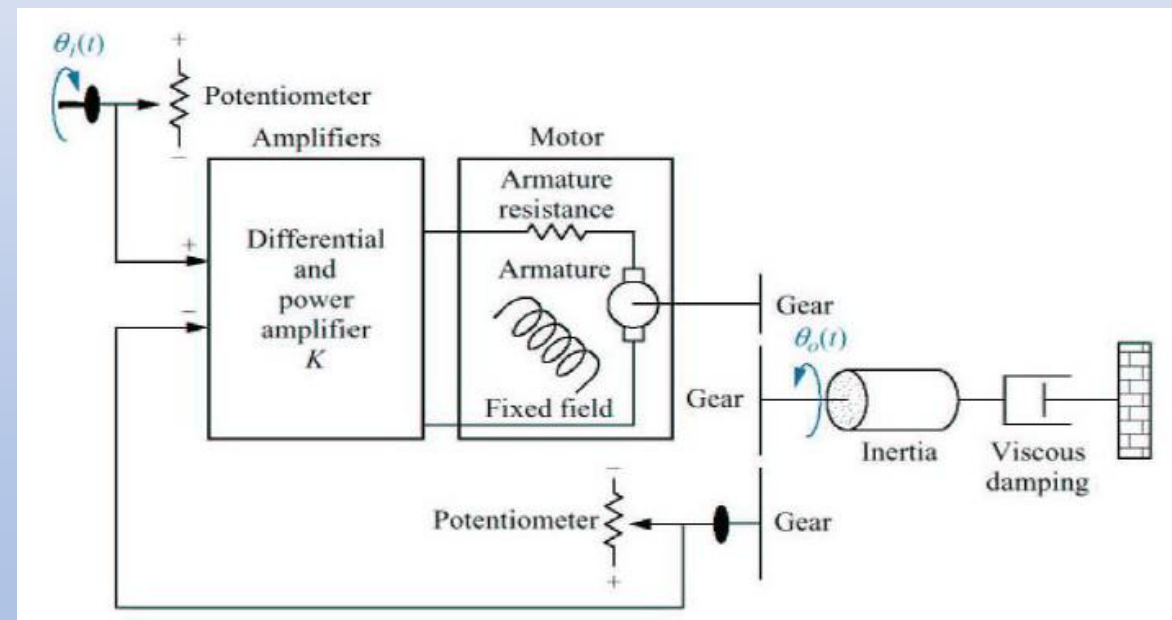 θi(t)
+
Potentiometer
−
Amplifiers
Motor
+
Differential
and
power
amplifier
K
−
Armature
resistance
Armature
Fixed field
Gear
θo(t)
Gear
Inertia
Viscous
damping
−
Potentiometer
+
Gear